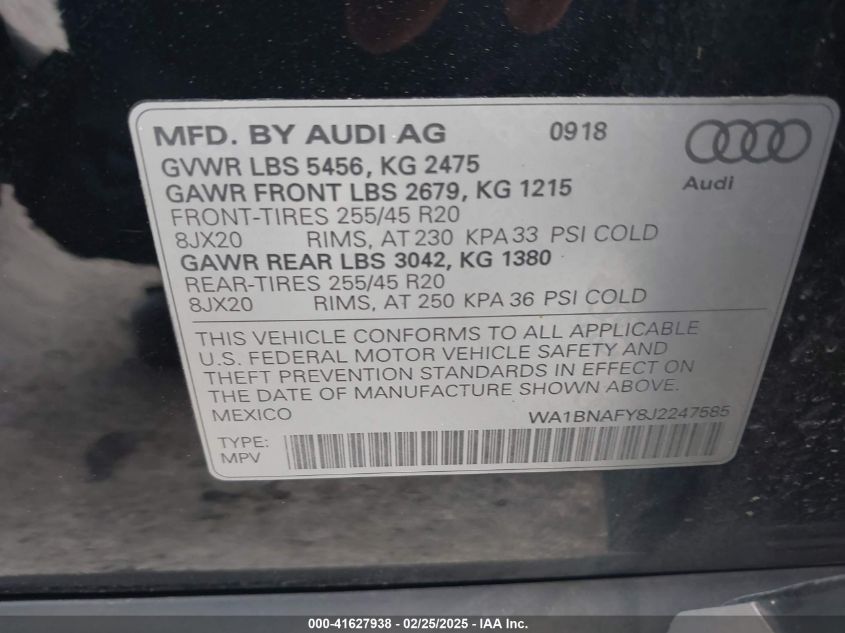 MFD. BY AUDI AG 0918
Audi
GVWR LBS 5456, KG 2475
GAWR FRONT LBS 2679, KG 1215
FRONT-TIRES 255/45 R20
8JX20 RIMS, AT 230 KPA 33 PSI COLD
GAWR REAR LBS 3042, KG 1380
REAR-TIRES 255/45 R20
8JX20 RIMS, AT 250 KPA 36 PSI COLD
THIS VEHICLE CONFORMS TO ALL APPLICABLE
U.S. FEDERAL MOTOR VEHICLE SAFETY AND
THEFT PREVENTION STANDARDS IN EFFECT ON
THE DATE OF MANUFACTURE SHOWN ABOVE.
MEXICO WA1BNAFY8J2247585
TYPE:
MPV
000-41627938 - 02/25/2025 - IAA Inc.